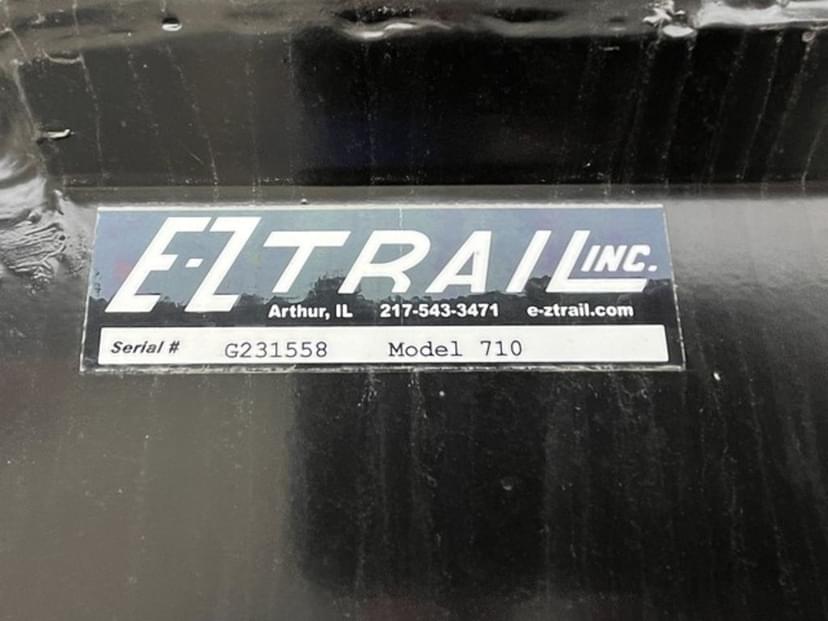 E-Z TRAIL INC.
Arthur, IL 217-543-3471 e-ztrail.com
Serial # G231558 Model 710